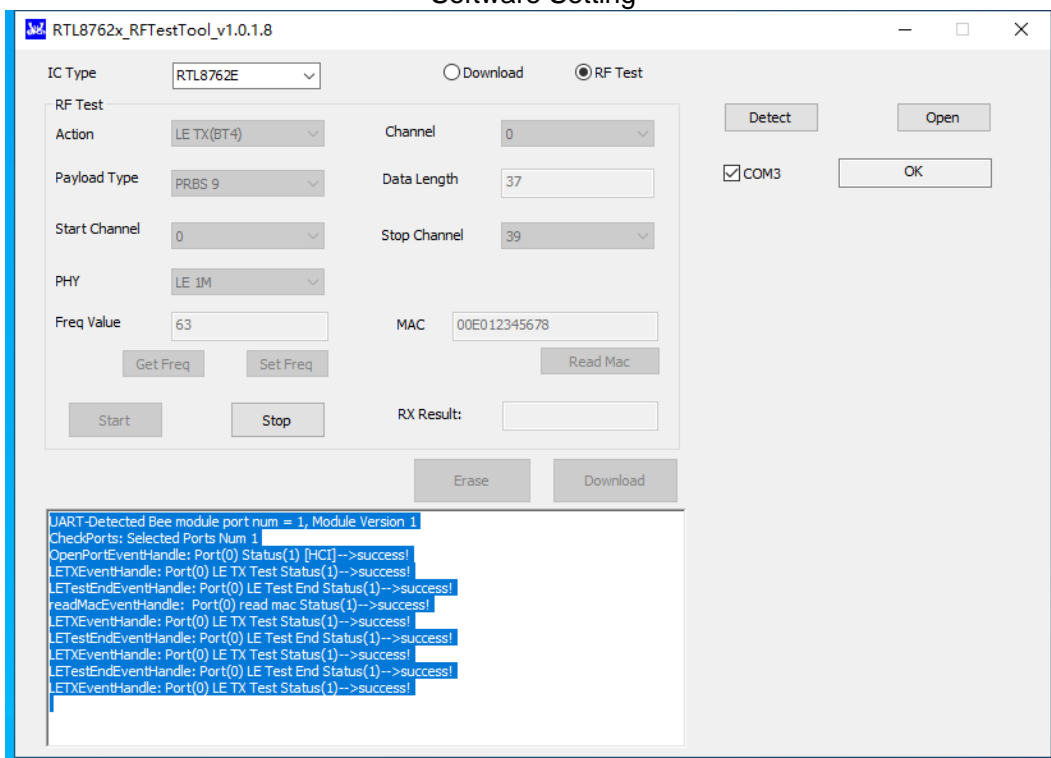 Software Setting
RTL8762x_RFTestTool_v1.0.1.8
IC Type RTL8762E Download RF Test
RF Test
Action LE TX(BT4) Channel 0
Detect Open
Payload Type PRBS 9 Data Length 37
COM3 OK
Start Channel 0 Stop Channel 39
PHY LE 1M
Freq Value 63 MAC 00E012345678
Get Freq Set Freq Read Mac
Start Stop RX Result:
Erase Download
UART-Detected Bee module port num = 1, Module Version 1
CheckPorts: Selected Ports Num 1
OpenPortEventHandle: Port(0) Status(1) [HCI]-->success!
LETXEventHandle: Port(0) LE TX Test Status(1)-->success!
LETestEndEventHandle: Port(0) LE Test End Status(1)-->success!
readMacEventHandle:  Port(0) read mac Status(1)-->success!
LETXEventHandle: Port(0) LE TX Test Status(1)-->success!
LETestEndEventHandle: Port(0) LE Test End Status(1)-->success!
LETXEventHandle: Port(0) LE TX Test Status(1)-->success!
LETestEndEventHandle: Port(0) LE Test End Status(1)-->success!
LETXEventHandle: Port(0) LE TX Test Status(1)-->success!